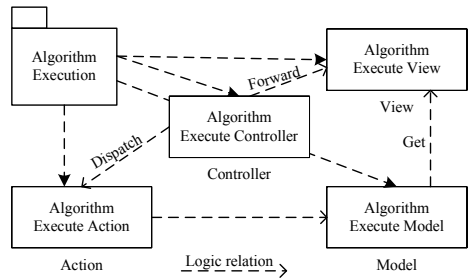 Algorithm
Execution
Algorithm
Execute View
View
Forward
Algorithm
Execute Controller
Controller
Dispatch
Get
Algorithm
Execute Action
Action
Algorithm
Execute Model
Model
Logic relation